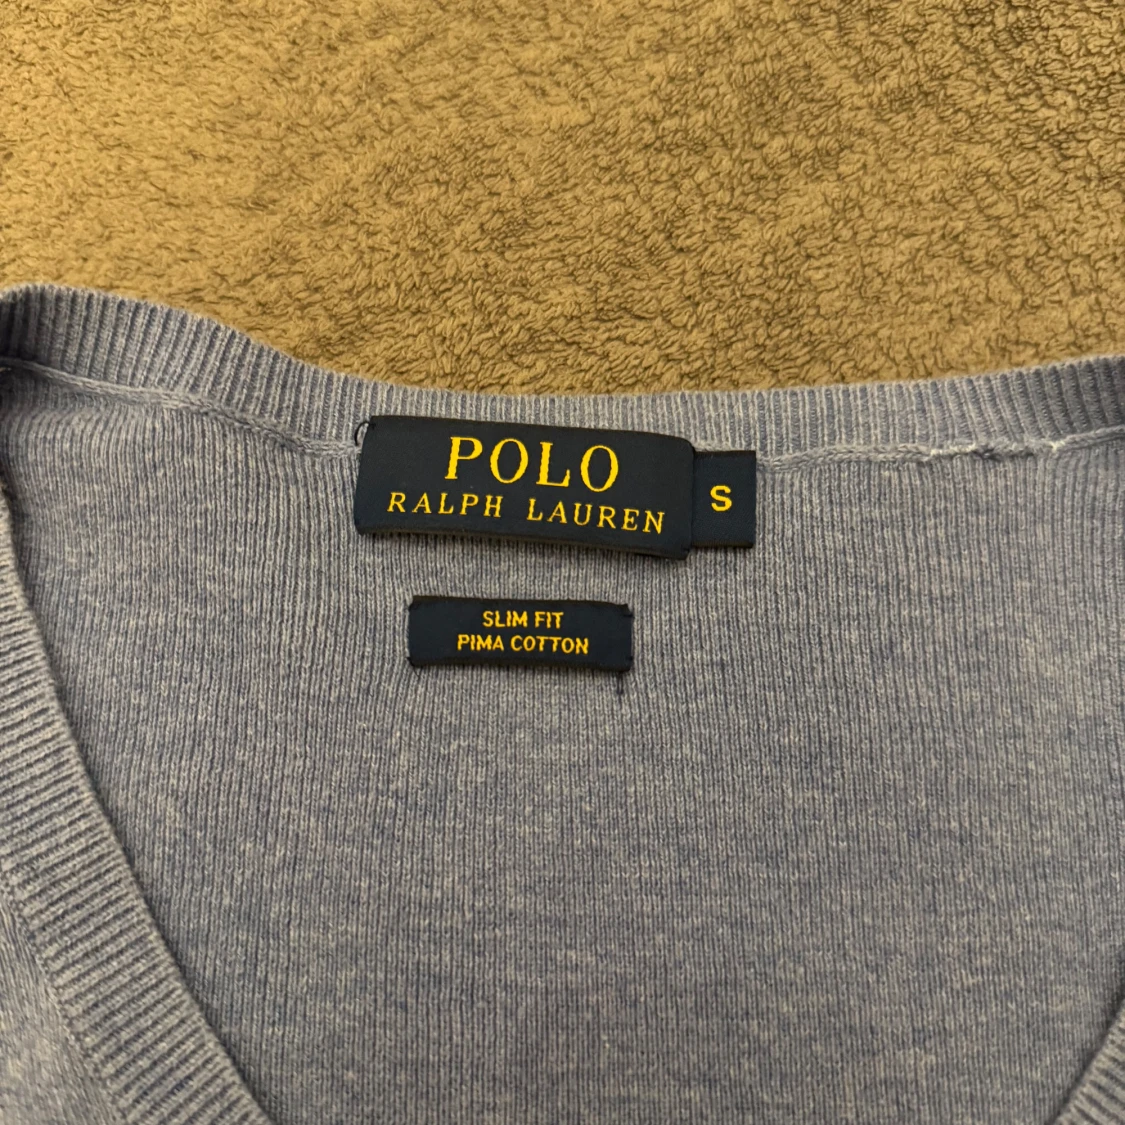 POLO
RALPH LAUREN
S
SLIM FIT
PIMA COTTON